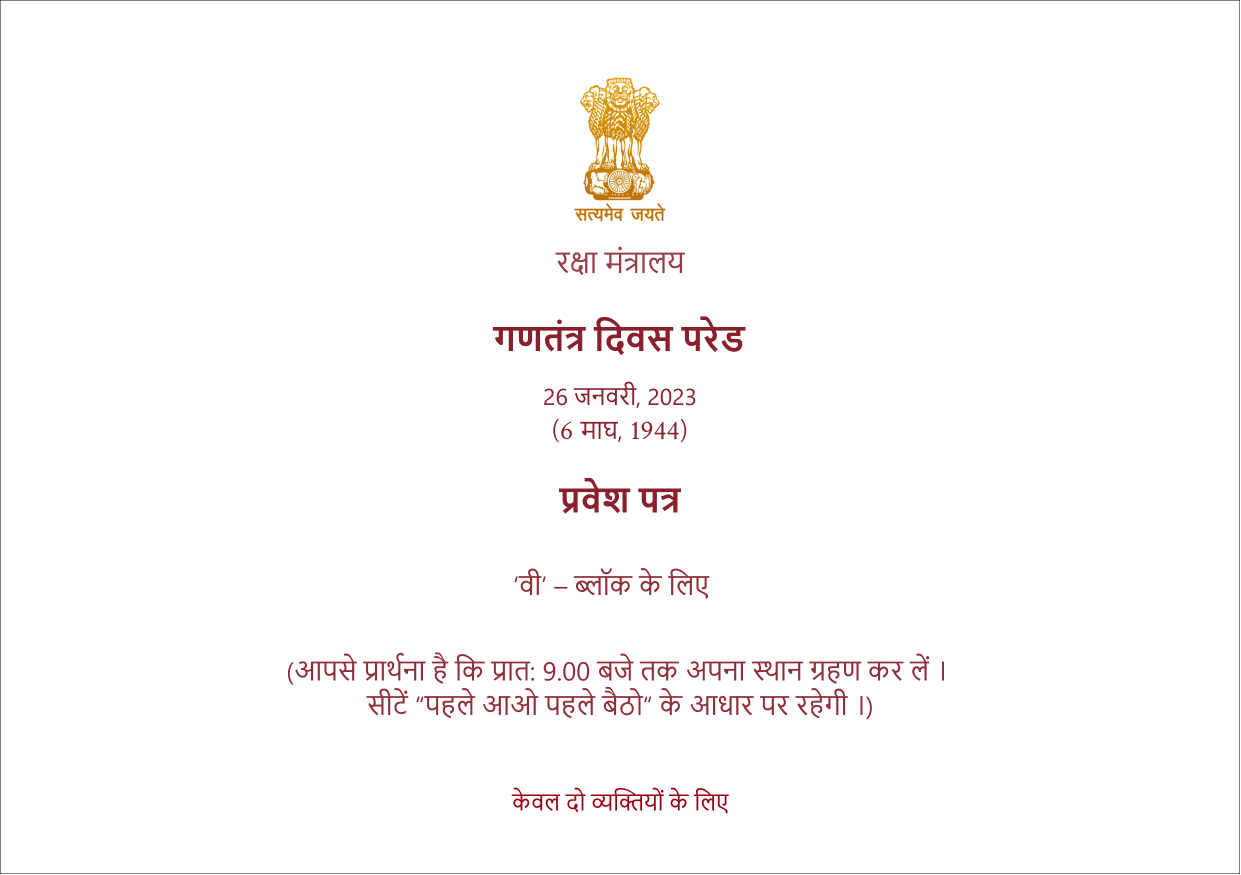 सत्यमेव जयते
रक्षा मंत्रालय
गणतंत्र दिवस परेड
26 जनवरी, 2023
(6 माघ, 1944)
प्रवेश पत्र
‘वी’ – ब्लॉक के लिए
(आपसे प्रार्थना है कि प्रात: 9.00 बजे तक अपना स्थान ग्रहण कर लें ।
सीटें “पहले आओ पहले बैठो“ के आधार पर रहेगी ।)
केवल दो व्यक्तियों के लिए